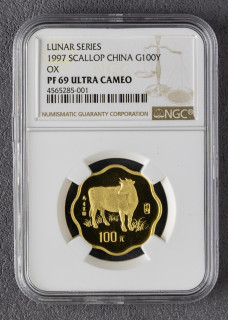 LUNAR SERIES
1997 SCALLOP CHINA G100Y
OX
PF 69 ULTRA CAMEO
4565285-001
NUMISMATIC GUARANTY CORPORATION
NGC
100元